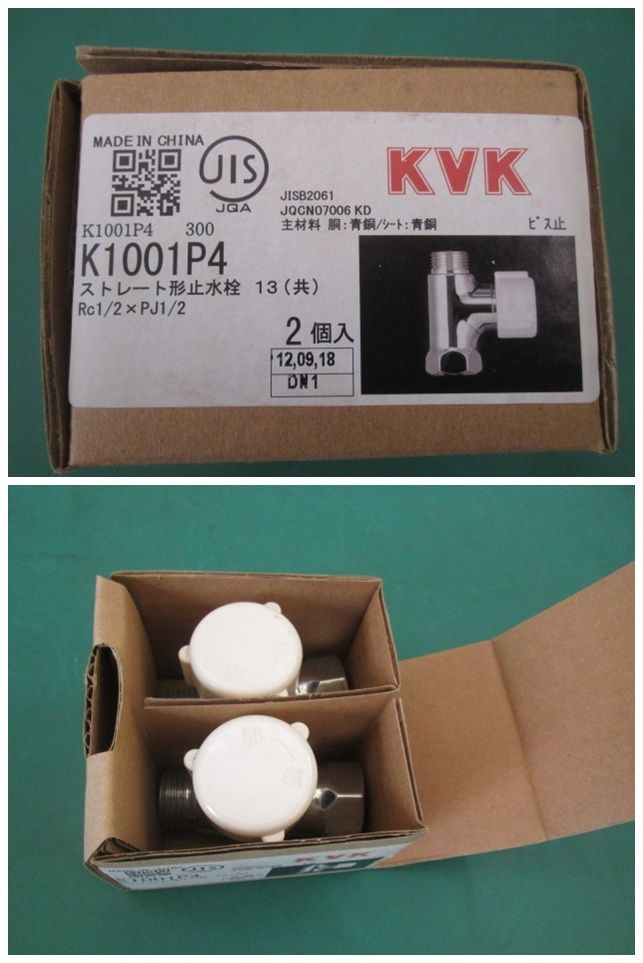 MADE IN CHINA
JIS
JQA
JISB2061
JQCN07006 KD
主材料 胴:青銅/シート:青銅
KVK
K1001P4 300
K1001P4
ストレート形止水栓 13(共)
Rc1/2×PJ1/2
ビス止
2個入
'12,09,18
DN1
JIS
KVK
K1001P4